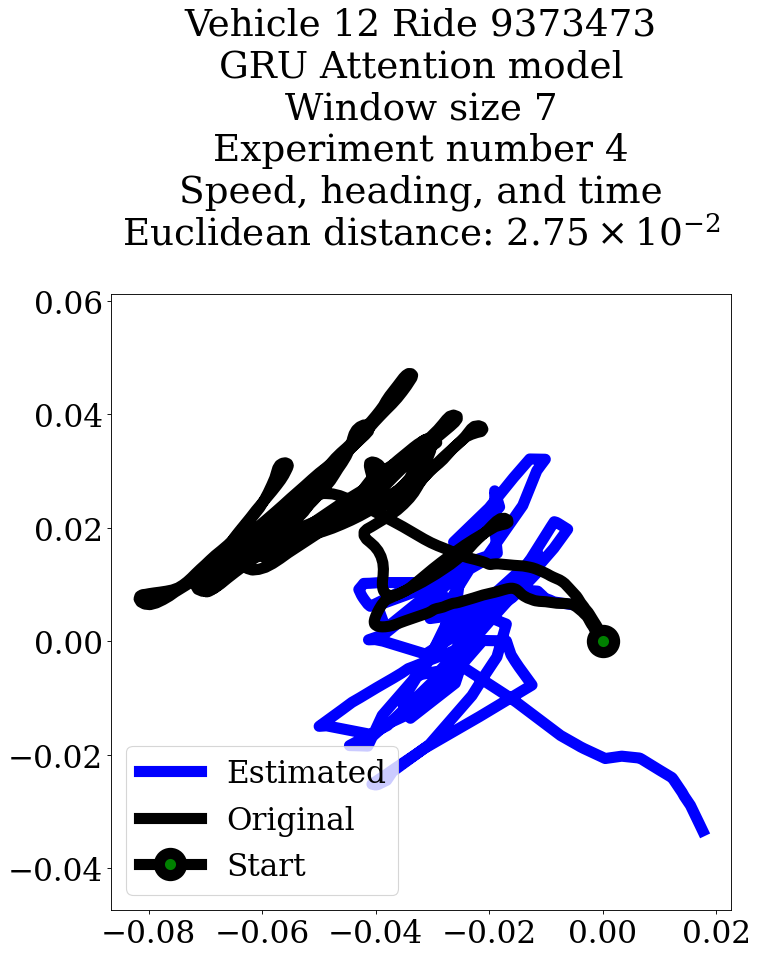 Vehicle 12 Ride 9373473
GRU Attention model
Window size 7
Experiment number 4
Speed, heading, and time
Euclidean distance: 2.75 × 10⁻²
0.06
0.04
0.02
0.00
−0.02
−0.04
Estimated
Original
Start
−0.08 −0.06 −0.04 −0.02 0.00 0.02